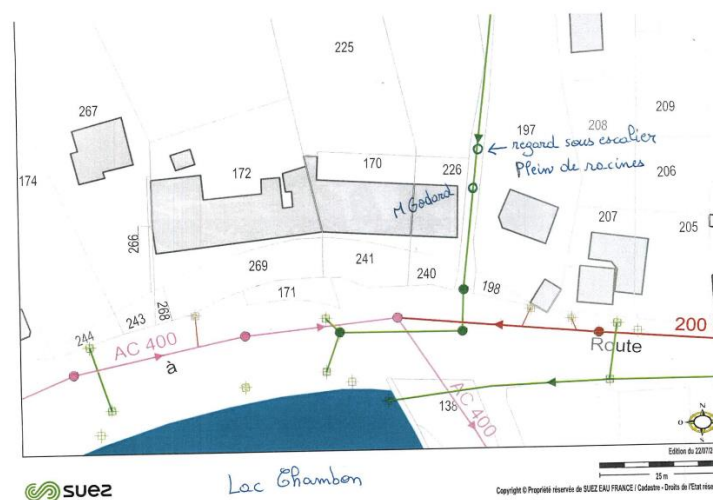 225
267
197
208
209
regard sous escalier
Plein de racines
174
172
170
226
206
M Godard
207
205
266
269
241
240
171
198
268
243
244
AC 400
à
200
Route
AC 400
138
N
O
S
Edition du 22/07/2
25 m
suez
Lac Chambon
Copyright © Propriété réservée de SUEZ EAU FRANCE / Cadastre - Droits de l'Etat rése